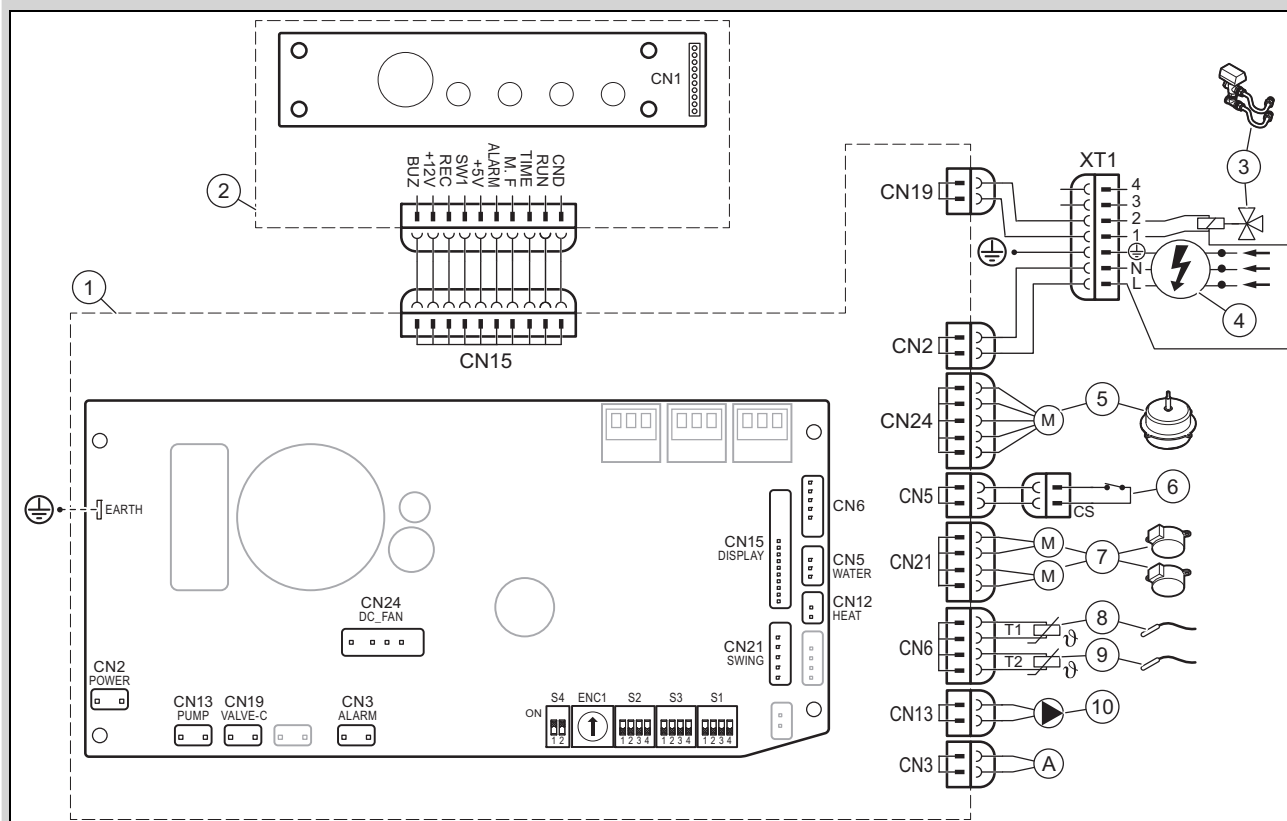 CN1
BUZ
+12V
REC
SW1
+5V
ALARM
M. F
TIME
RUN
CND
2
CN15
1
3
XT1
4
3
2
1
N
L
4
CN19
CN2
CN24
M
5
CN5
CS
6
CN21
M
M
7
CN6
T1
ϑ
8
T2
ϑ
9
CN13
10
CN3
A
EARTH
CN6
CN15
DISPLAY
CN5
WATER
CN12
HEAT
CN24
DC_FAN
CN21
SWING
CN2
POWER
CN13
PUMP
CN19
VALVE-C
CN3
ALARM
S4
ENC1
S2
S3
S1
ON
1 2
1 2 3 4
1 2 3 4
1 2 3 4